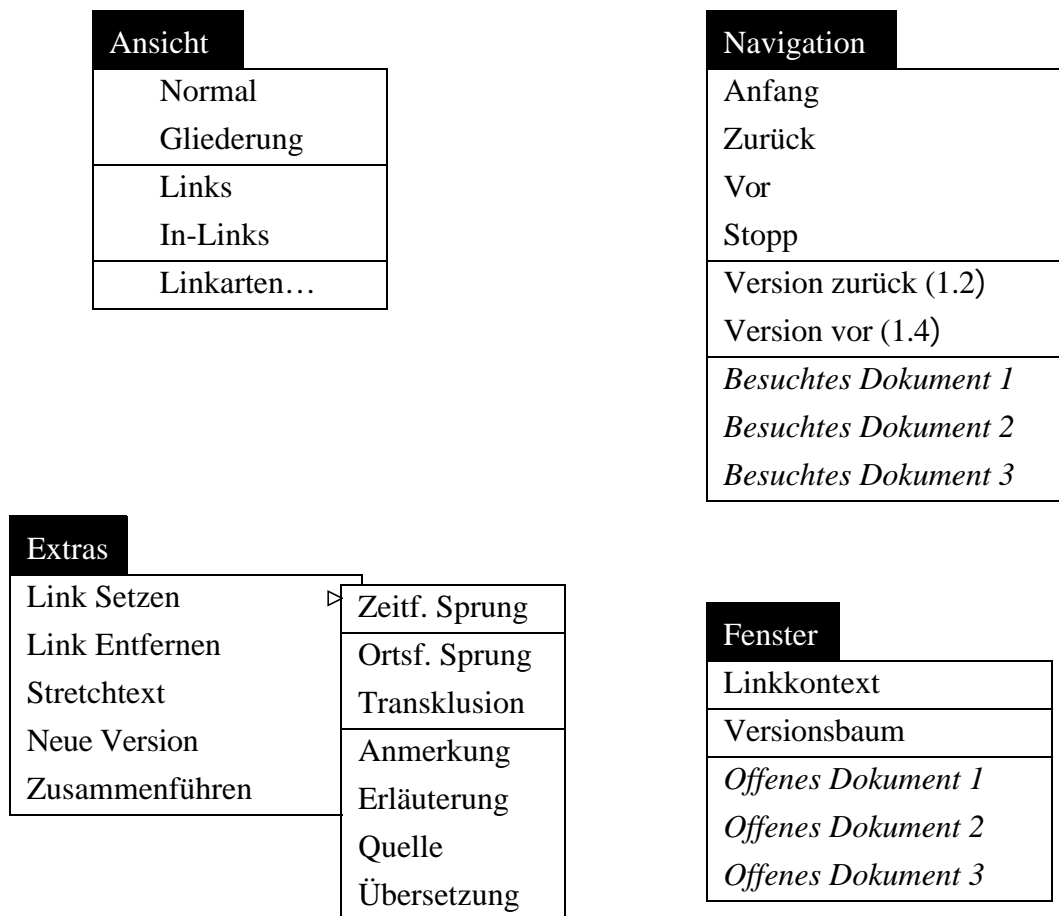 Ansicht
Normal
Gliederung
Links
In-Links
Linkarten…
Navigation
Anfang
Zurück
Vor
Stopp
Version zurück (1.2)
Version vor (1.4)
Besuchtes Dokument 1
Besuchtes Dokument 2
Besuchtes Dokument 3
Extras
Link Setzen
Link Entfernen
Stretchtext
Neue Version
Zusammenführen
Zeitf. Sprung
Ortsf. Sprung
Transklusion
Anmerkung
Erläuterung
Quelle
Übersetzung
Fenster
Linkkontext
Versionsbaum
Offenes Dokument 1
Offenes Dokument 2
Offenes Dokument 3